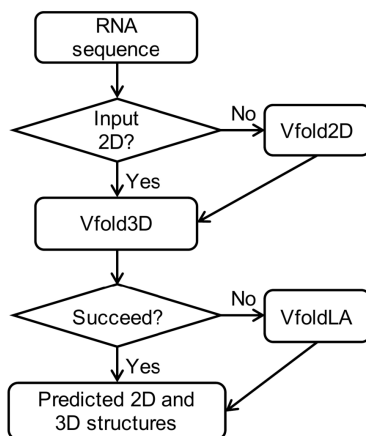 RNA
sequence
Input
2D?
No
Vfold2D
Yes
Vfold3D
Succeed?
No
VfoldLA
Yes
Predicted 2D and
3D structures